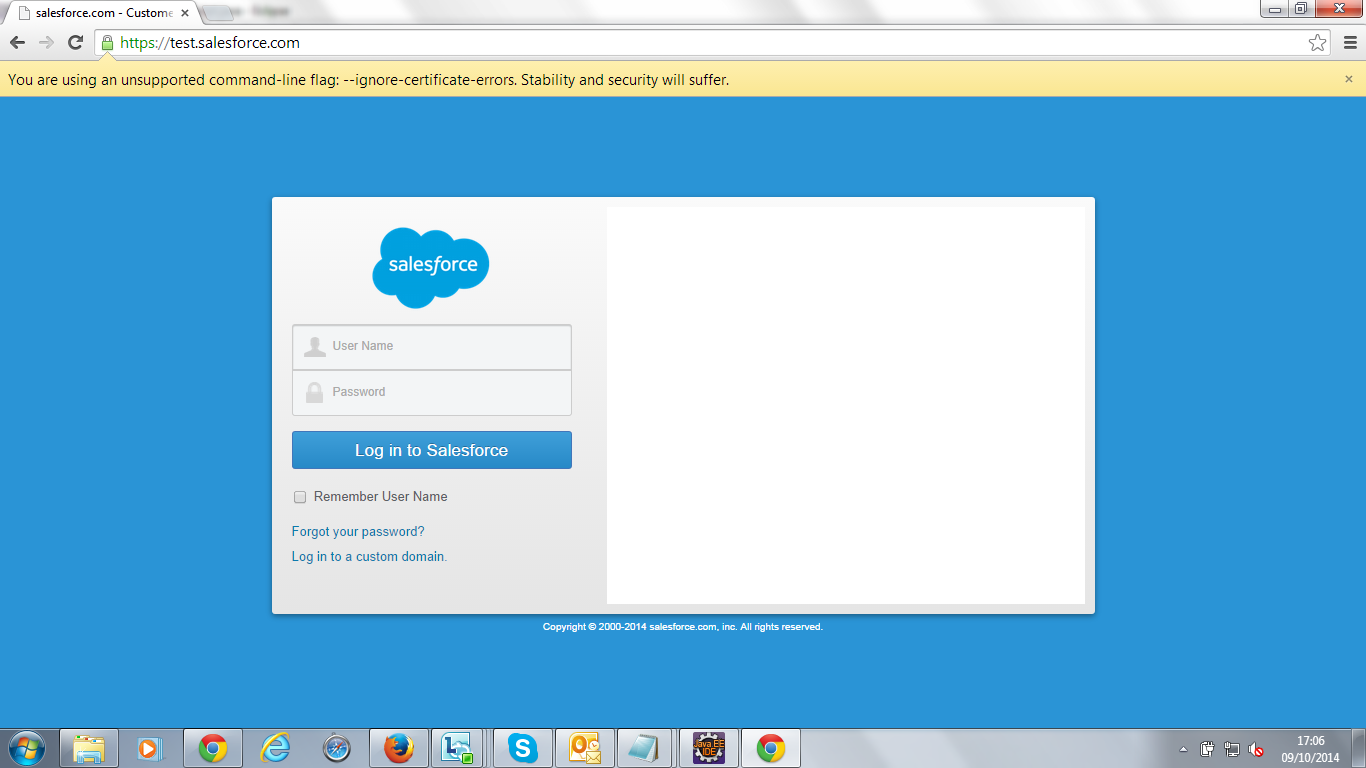 salesforce.com - Custome
https://test.salesforce.com
You are using an unsupported command-line flag: --ignore-certificate-errors. Stability and security will suffer.
salesforce
User Name
Password
Log in to Salesforce
Remember User Name
Forgot your password?
Log in to a custom domain.
Copyright © 2000-2014 salesforce.com, inc. All rights reserved.
Java EE
IDE
17:06
09/10/2014